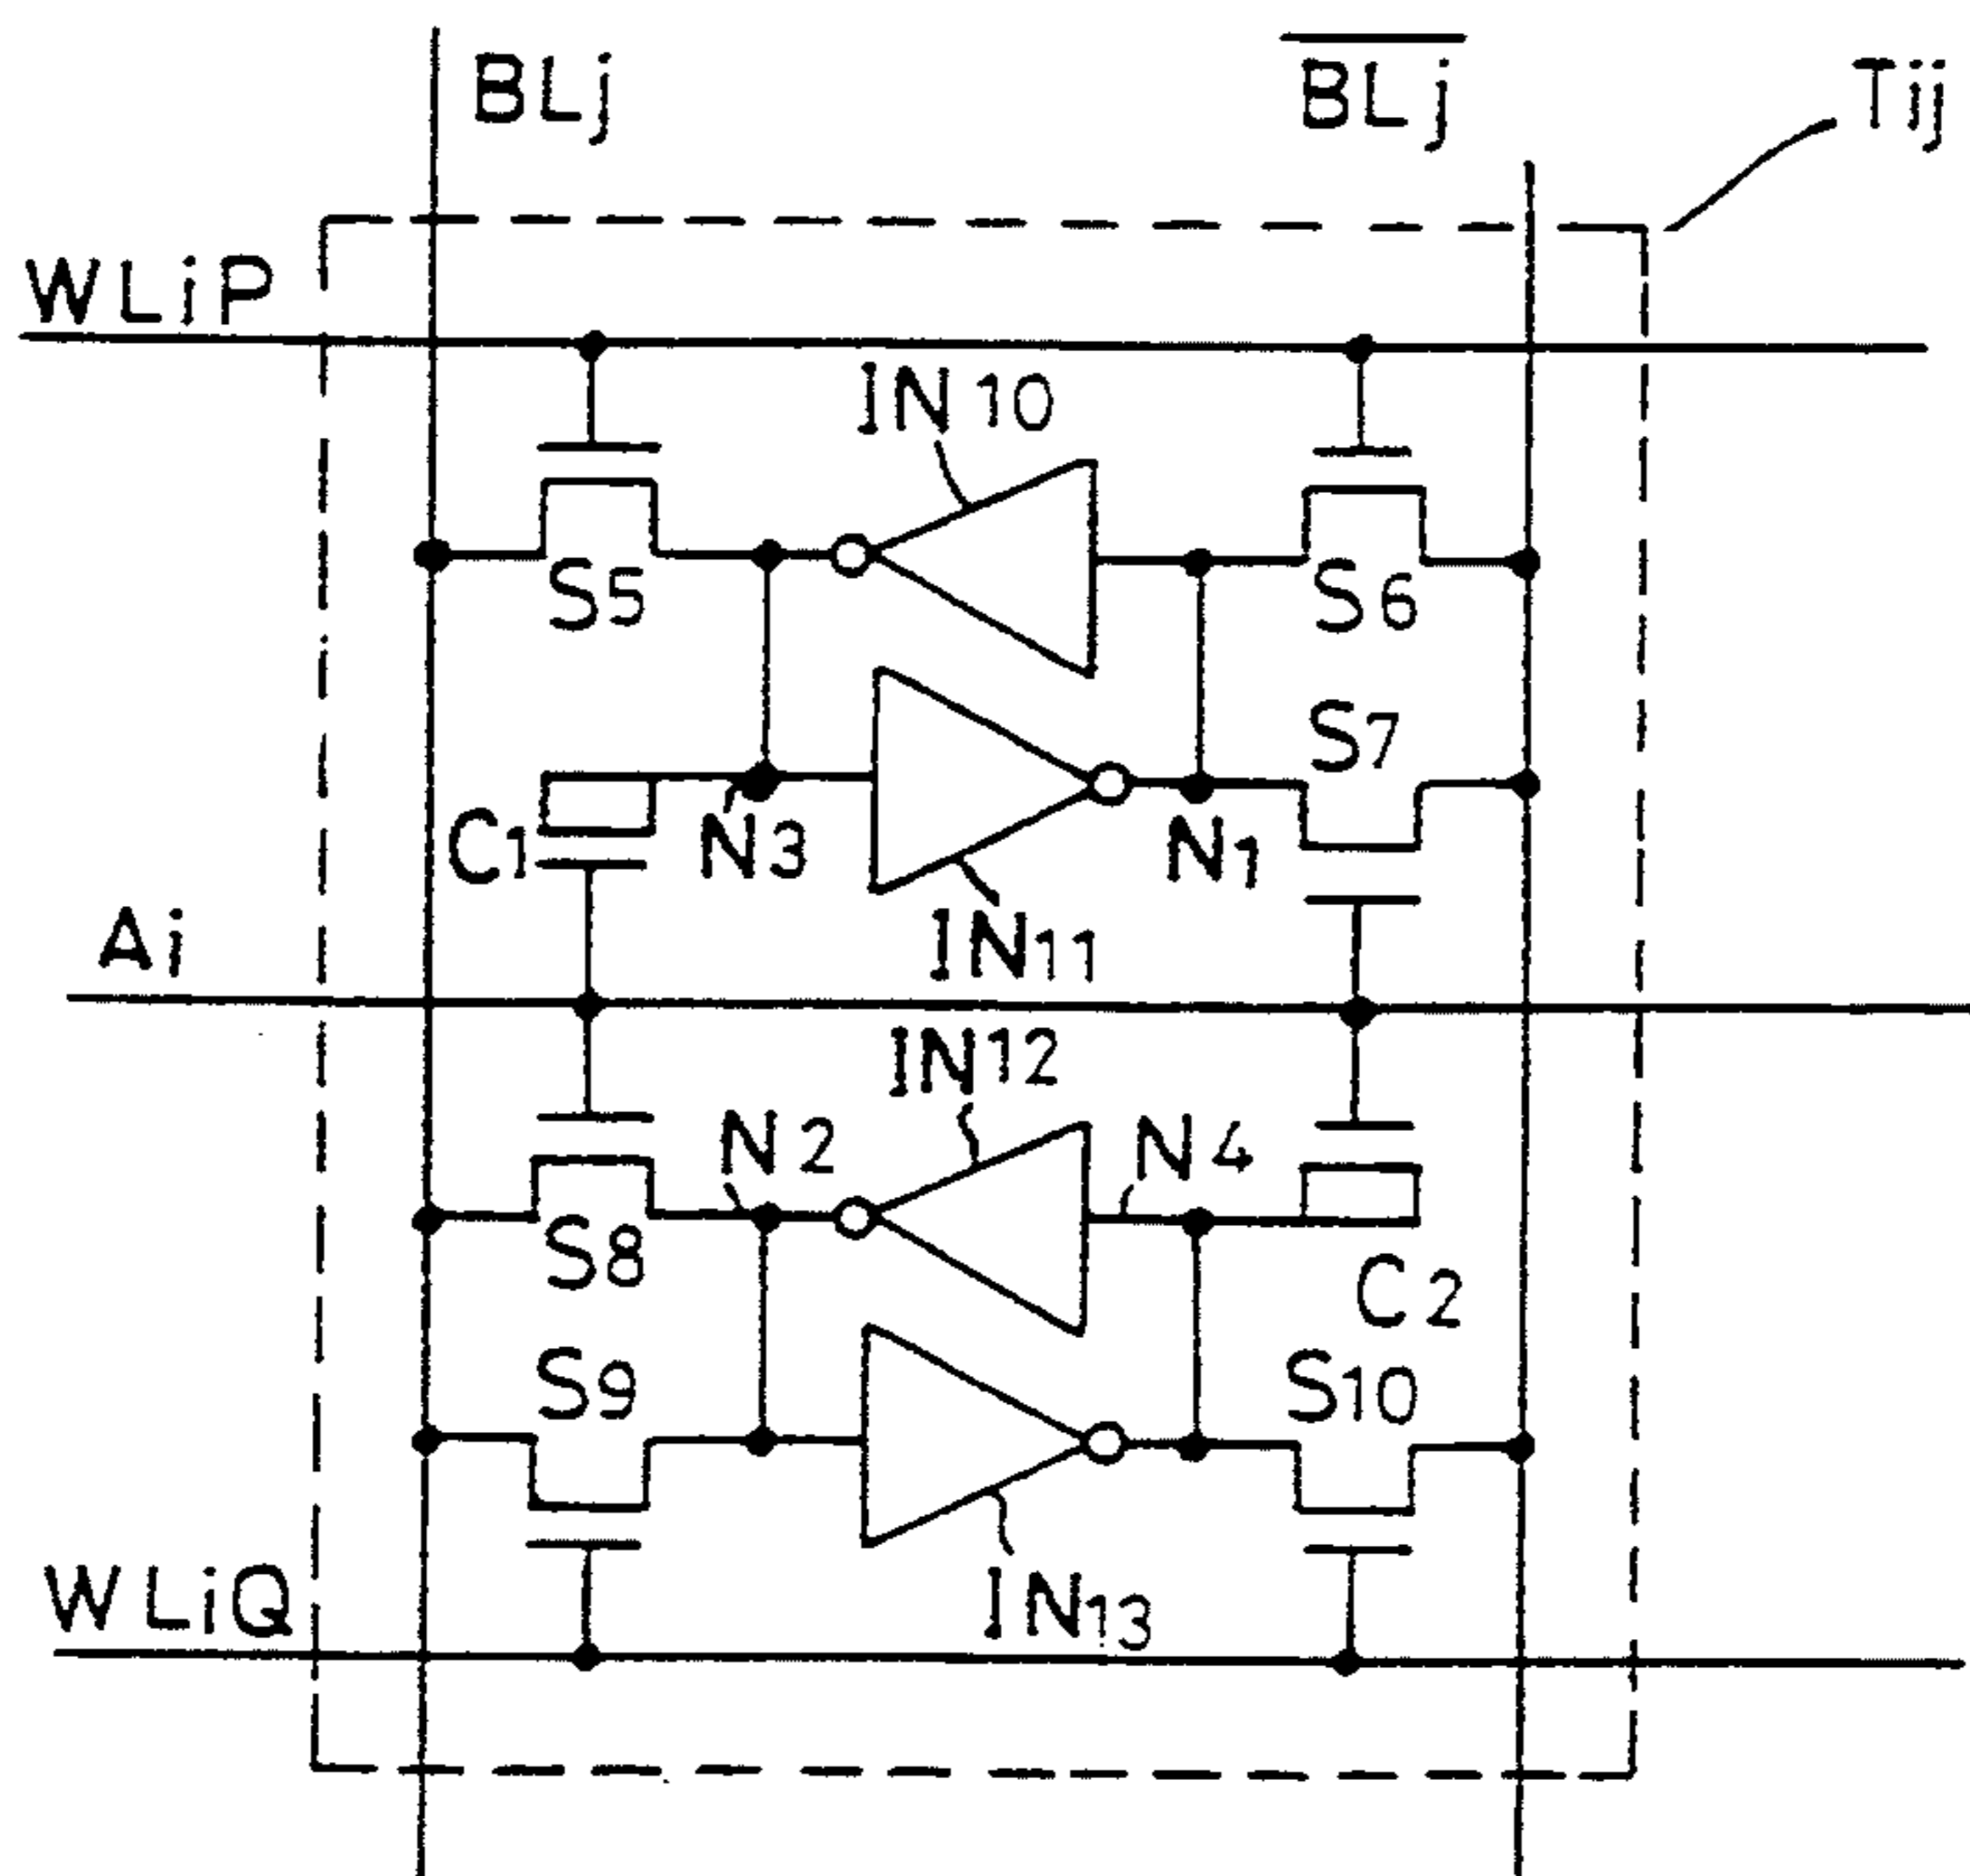 BLj
B̅L̅j̅
Tij
WLiP
IN10
S5
S6
S7
C1
N3
N1
IN11
Ai
IN12
N2
N4
S8
C2
S9
S10
WLiQ
IN13